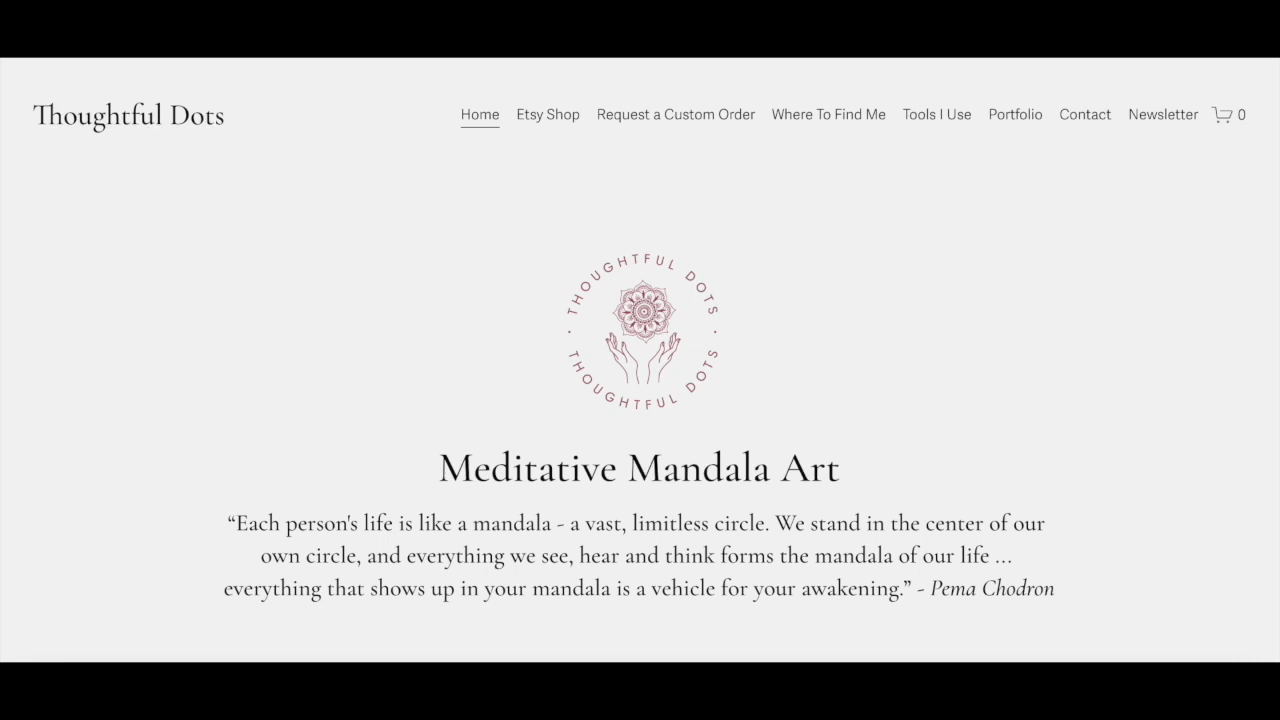 Thoughtful Dots
Home Etsy Shop Request a Custom Order Where To Find Me Tools I Use Portfolio Contact Newsletter 0
THOUGHTFUL DOTS
THOUGHTFUL DOTS
Meditative Mandala Art
“Each person's life is like a mandala - a vast, limitless circle. We stand in the center of our
own circle, and everything we see, hear and think forms the mandala of our life ...
everything that shows up in your mandala is a vehicle for your awakening.” - Pema Chodron